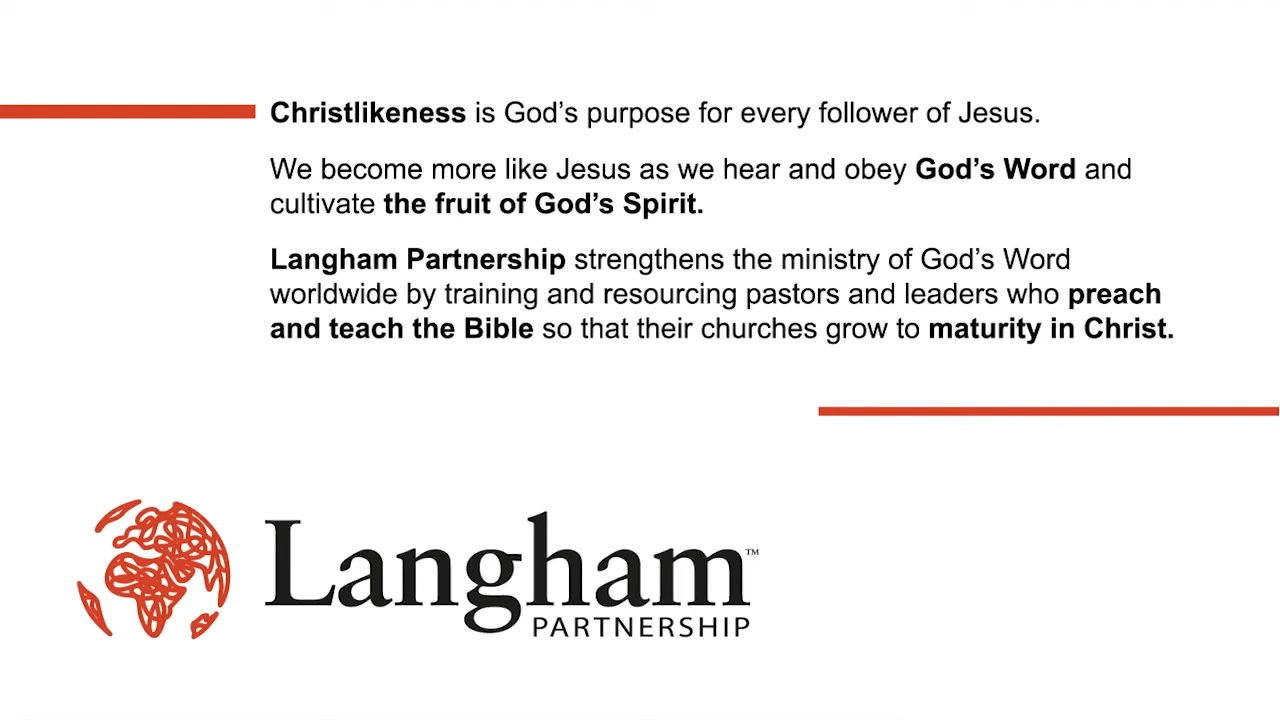 Christlikeness is God’s purpose for every follower of Jesus.
We become more like Jesus as we hear and obey God’s Word and
cultivate the fruit of God’s Spirit.
Langham Partnership strengthens the ministry of God’s Word
worldwide by training and resourcing pastors and leaders who preach
and teach the Bible so that their churches grow to maturity in Christ.
Langham™
PARTNERSHIP